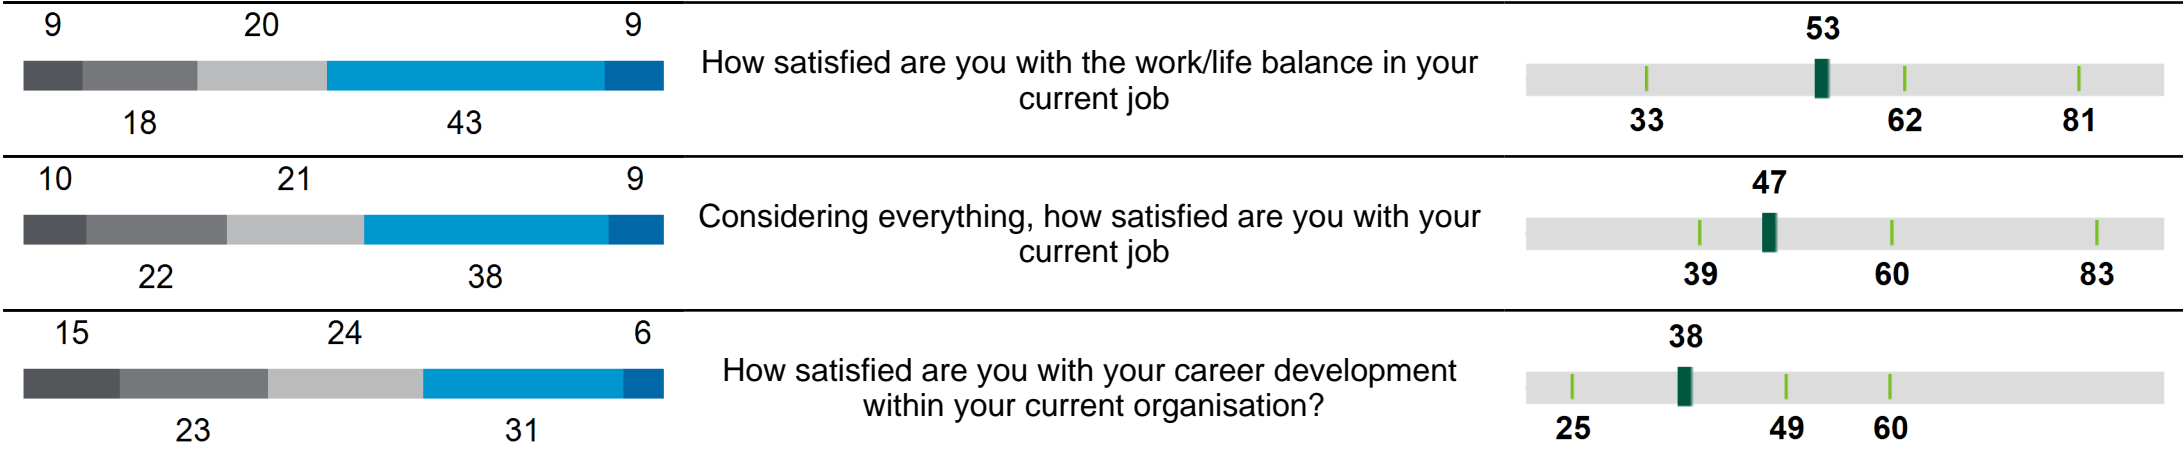 9 20 9
18 43
How satisfied are you with the work/life balance in your
current job
53
33 62 81
10 21 9
22 38
Considering everything, how satisfied are you with your
current job
47
39 60 83
15 24 6
23 31
How satisfied are you with your career development
within your current organisation?
38
25 49 60